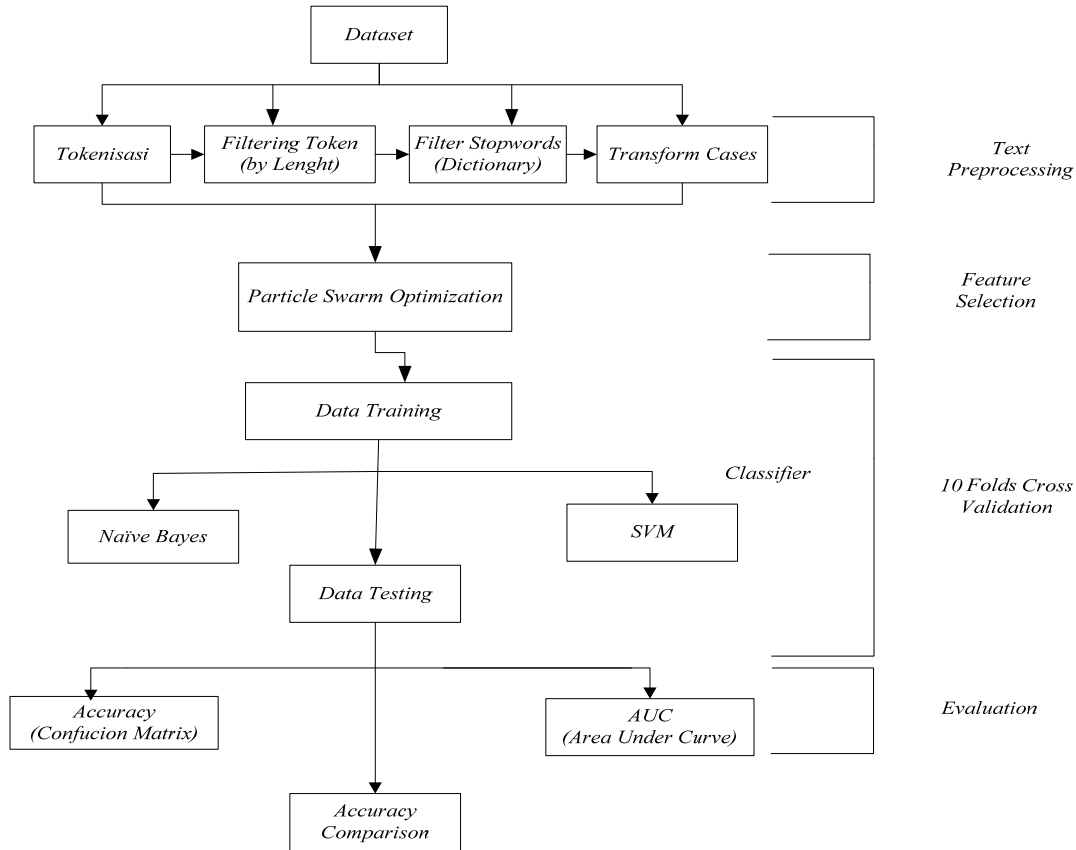 Dataset
Tokenisasi
Filtering Token
(by Lenght)
Filter Stopwords
(Dictionary)
Transform Cases
Text
Preprocessing
Particle Swarm Optimization
Feature
Selection
Data Training
Classifier
10 Folds Cross
Validation
Naïve Bayes
SVM
Data Testing
Accuracy
(Confucion Matrix)
AUC
(Area Under Curve)
Evaluation
Accuracy
Comparison